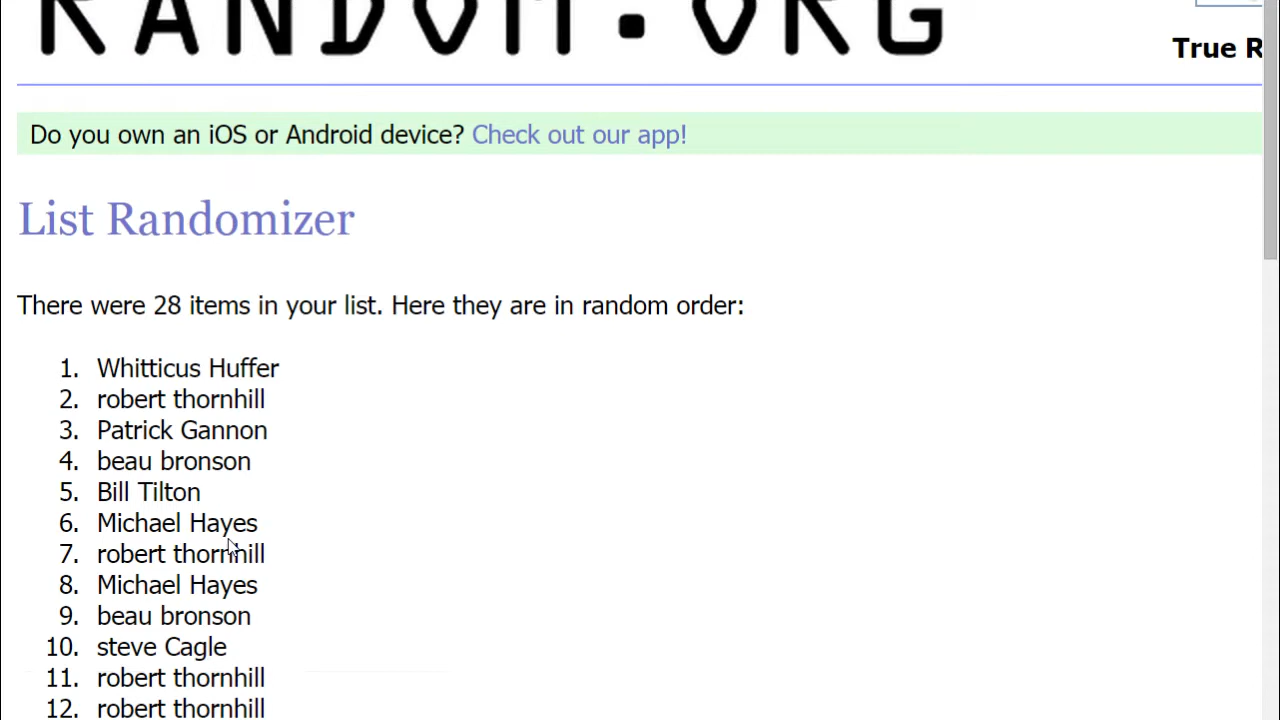 RANDOM.ORG
True R
Do you own an iOS or Android device? Check out our app!
List Randomizer
There were 28 items in your list. Here they are in random order:
1. Whitticus Huffer
2. robert thornhill
3. Patrick Gannon
4. beau bronson
5. Bill Tilton
6. Michael Hayes
7. robert thornhill
8. Michael Hayes
9. beau bronson
10. steve Cagle
11. robert thornhill
12. robert thornhill